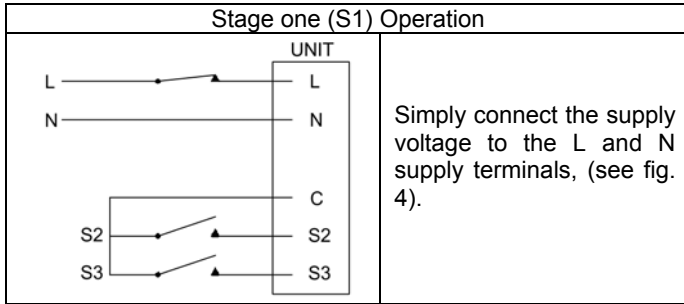 Stage one (S1) Operation
UNIT
L L
N N
C
S2 S2
S3 S3
Simply connect the supply
voltage to the L and N
supply terminals, (see fig.
4).